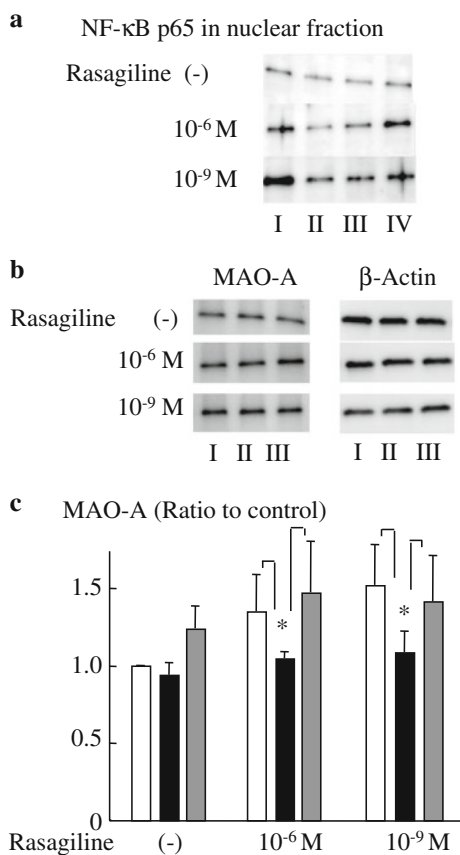 a
NF-κB p65 in nuclear fraction
Rasagiline (-)
10⁻⁶ M
10⁻⁹ M
I II III IV
b
MAO-A β-Actin
Rasagiline (-)
10⁻⁶ M
10⁻⁹ M
I II III I II III
c
MAO-A (Ratio to control)
1.5
1.0
0.5
0
* *
Rasagiline (-) 10⁻⁶ M 10⁻⁹ M